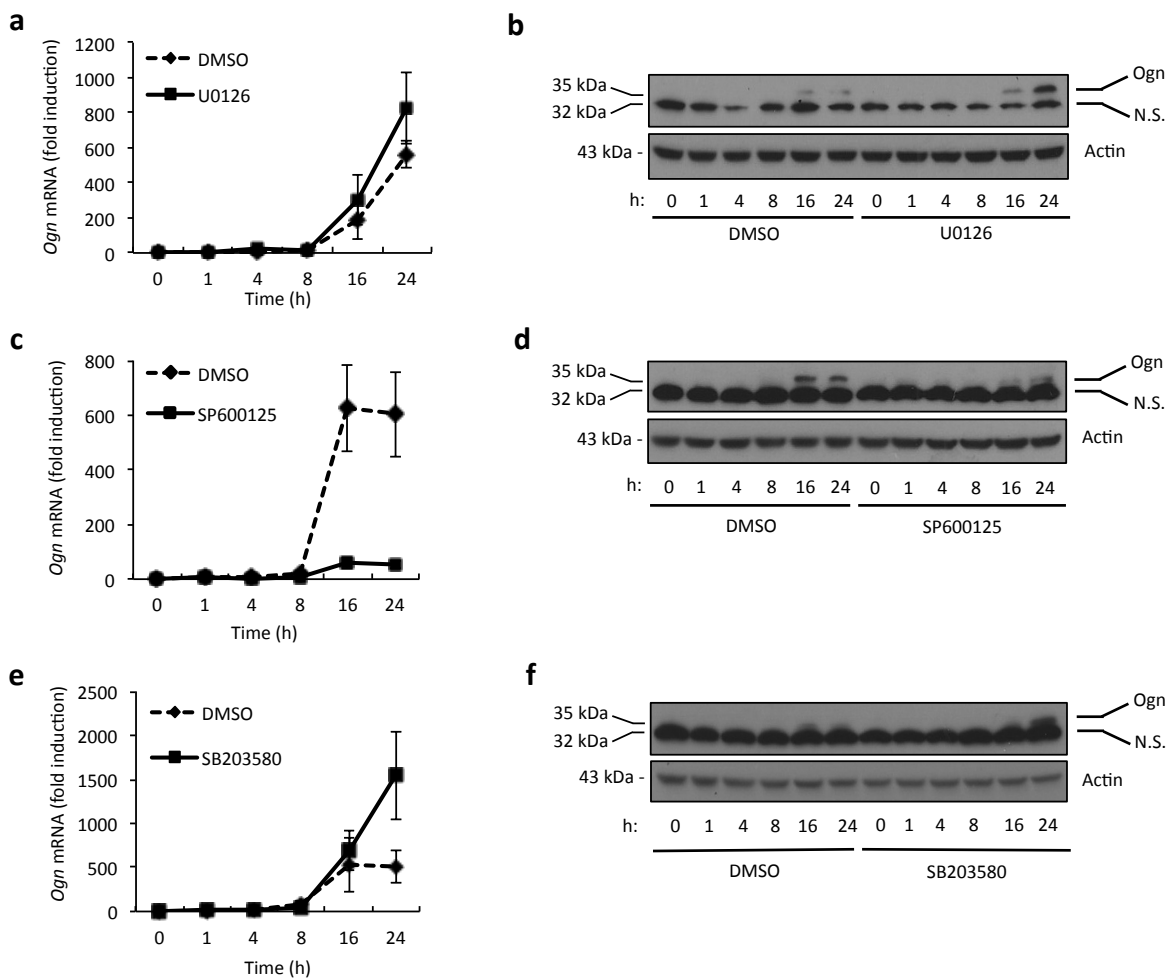 a
Ogn mRNA (fold induction)
1200
1000
800
600
400
200
0
DMSO
U0126
0 1 4 8 16 24
Time (h)
b
35 kDa
32 kDa
Ogn
N.S.
43 kDa -
Actin
h: 0 1 4 8 16 24 0 1 4 8 16 24
DMSO U0126
c
Ogn mRNA (fold induction)
800
600
400
200
0
DMSO
SP600125
0 1 4 8 16 24
Time (h)
d
35 kDa
32 kDa
Ogn
N.S.
43 kDa -
Actin
h: 0 1 4 8 16 24 0 1 4 8 16 24
DMSO SP600125
e
Ogn mRNA (fold induction)
2500
2000
1500
1000
500
0
DMSO
SB203580
0 1 4 8 16 24
Time (h)
f
35 kDa
32 kDa
Ogn
N.S.
43 kDa -
Actin
h: 0 1 4 8 16 24 0 1 4 8 16 24
DMSO SB203580